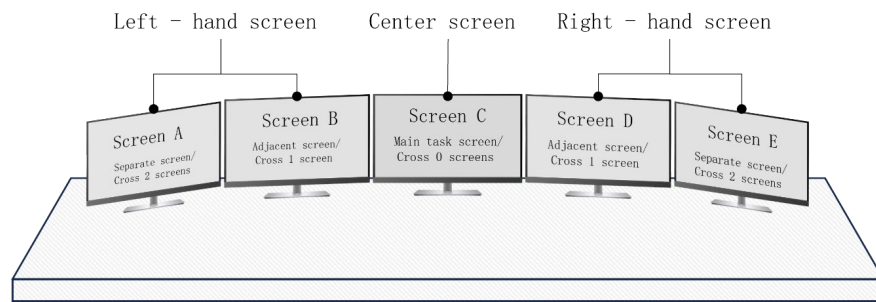 Left - hand screen
Center screen
Right - hand screen
Screen A
Separate screen/
Cross 2 screens
Screen B
Adjacent screen/
Cross 1 screen
Screen C
Main task screen/
Cross 0 screens
Screen D
Adjacent screen/
Cross 1 screen
Screen E
Separate screen/
Cross 2 screens